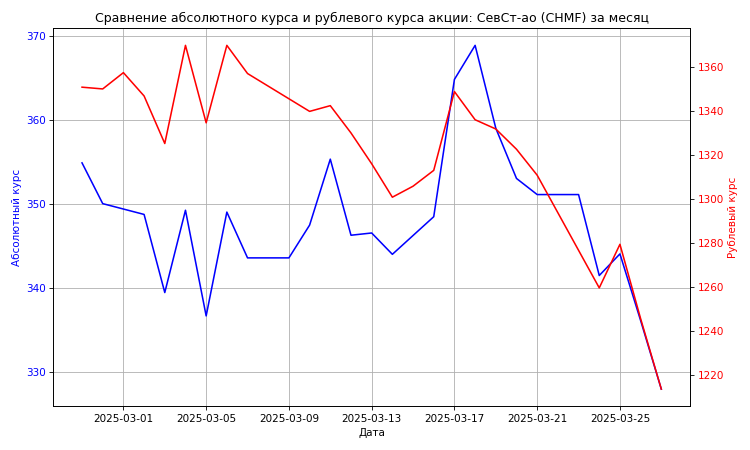 Сравнение абсолютного курса и рублевого курса акции: СевСт-ао (CHMF) за месяц
370
360
350
340
330
Абсолютный курс
1360
1340
1320
1300
1280
1260
1240
1220
Рублевый курс
2025-03-01 2025-03-05 2025-03-09 2025-03-13 2025-03-17 2025-03-21 2025-03-25
Дата